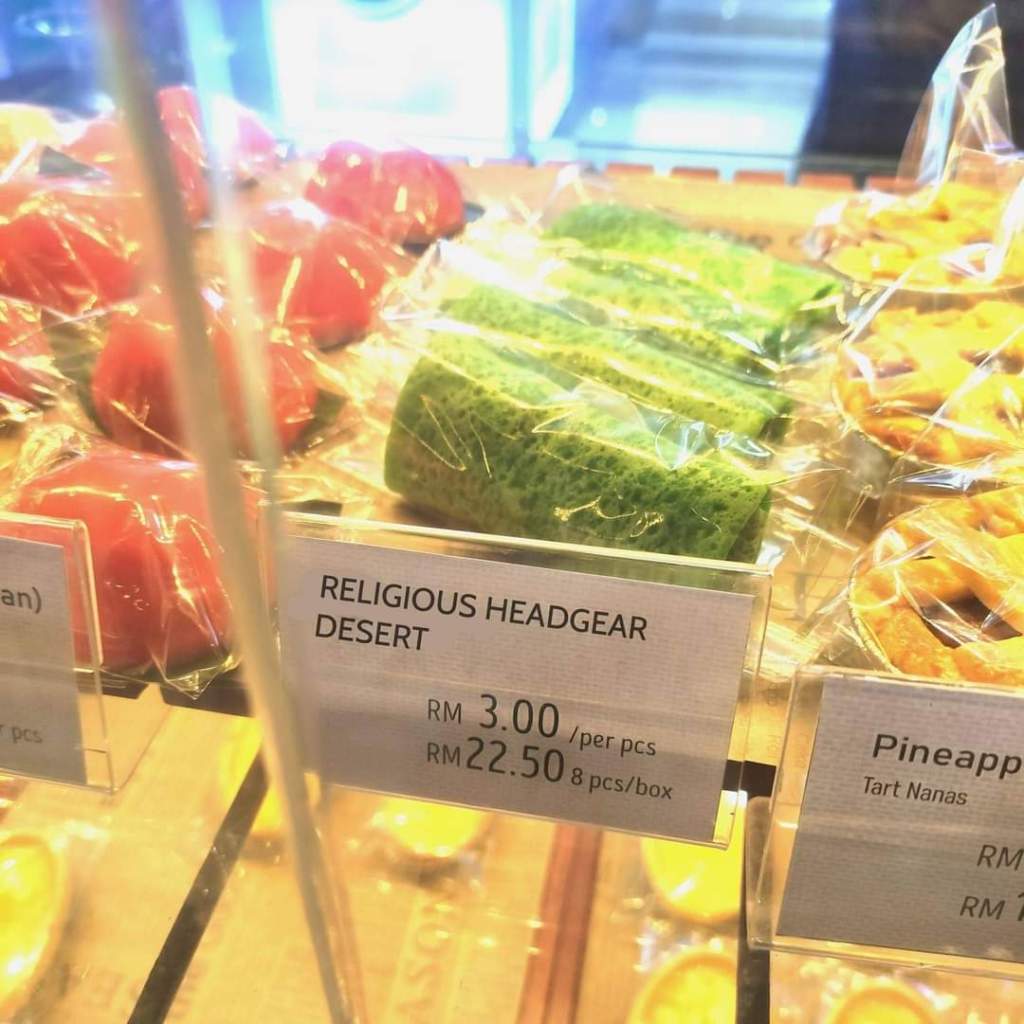 an)
r pcs
RELIGIOUS HEADGEAR
DESERT
RM 3.00 /per pcs
RM 22.50 8 pcs/box
Pineapp
Tart Nanas
RM
RM 1